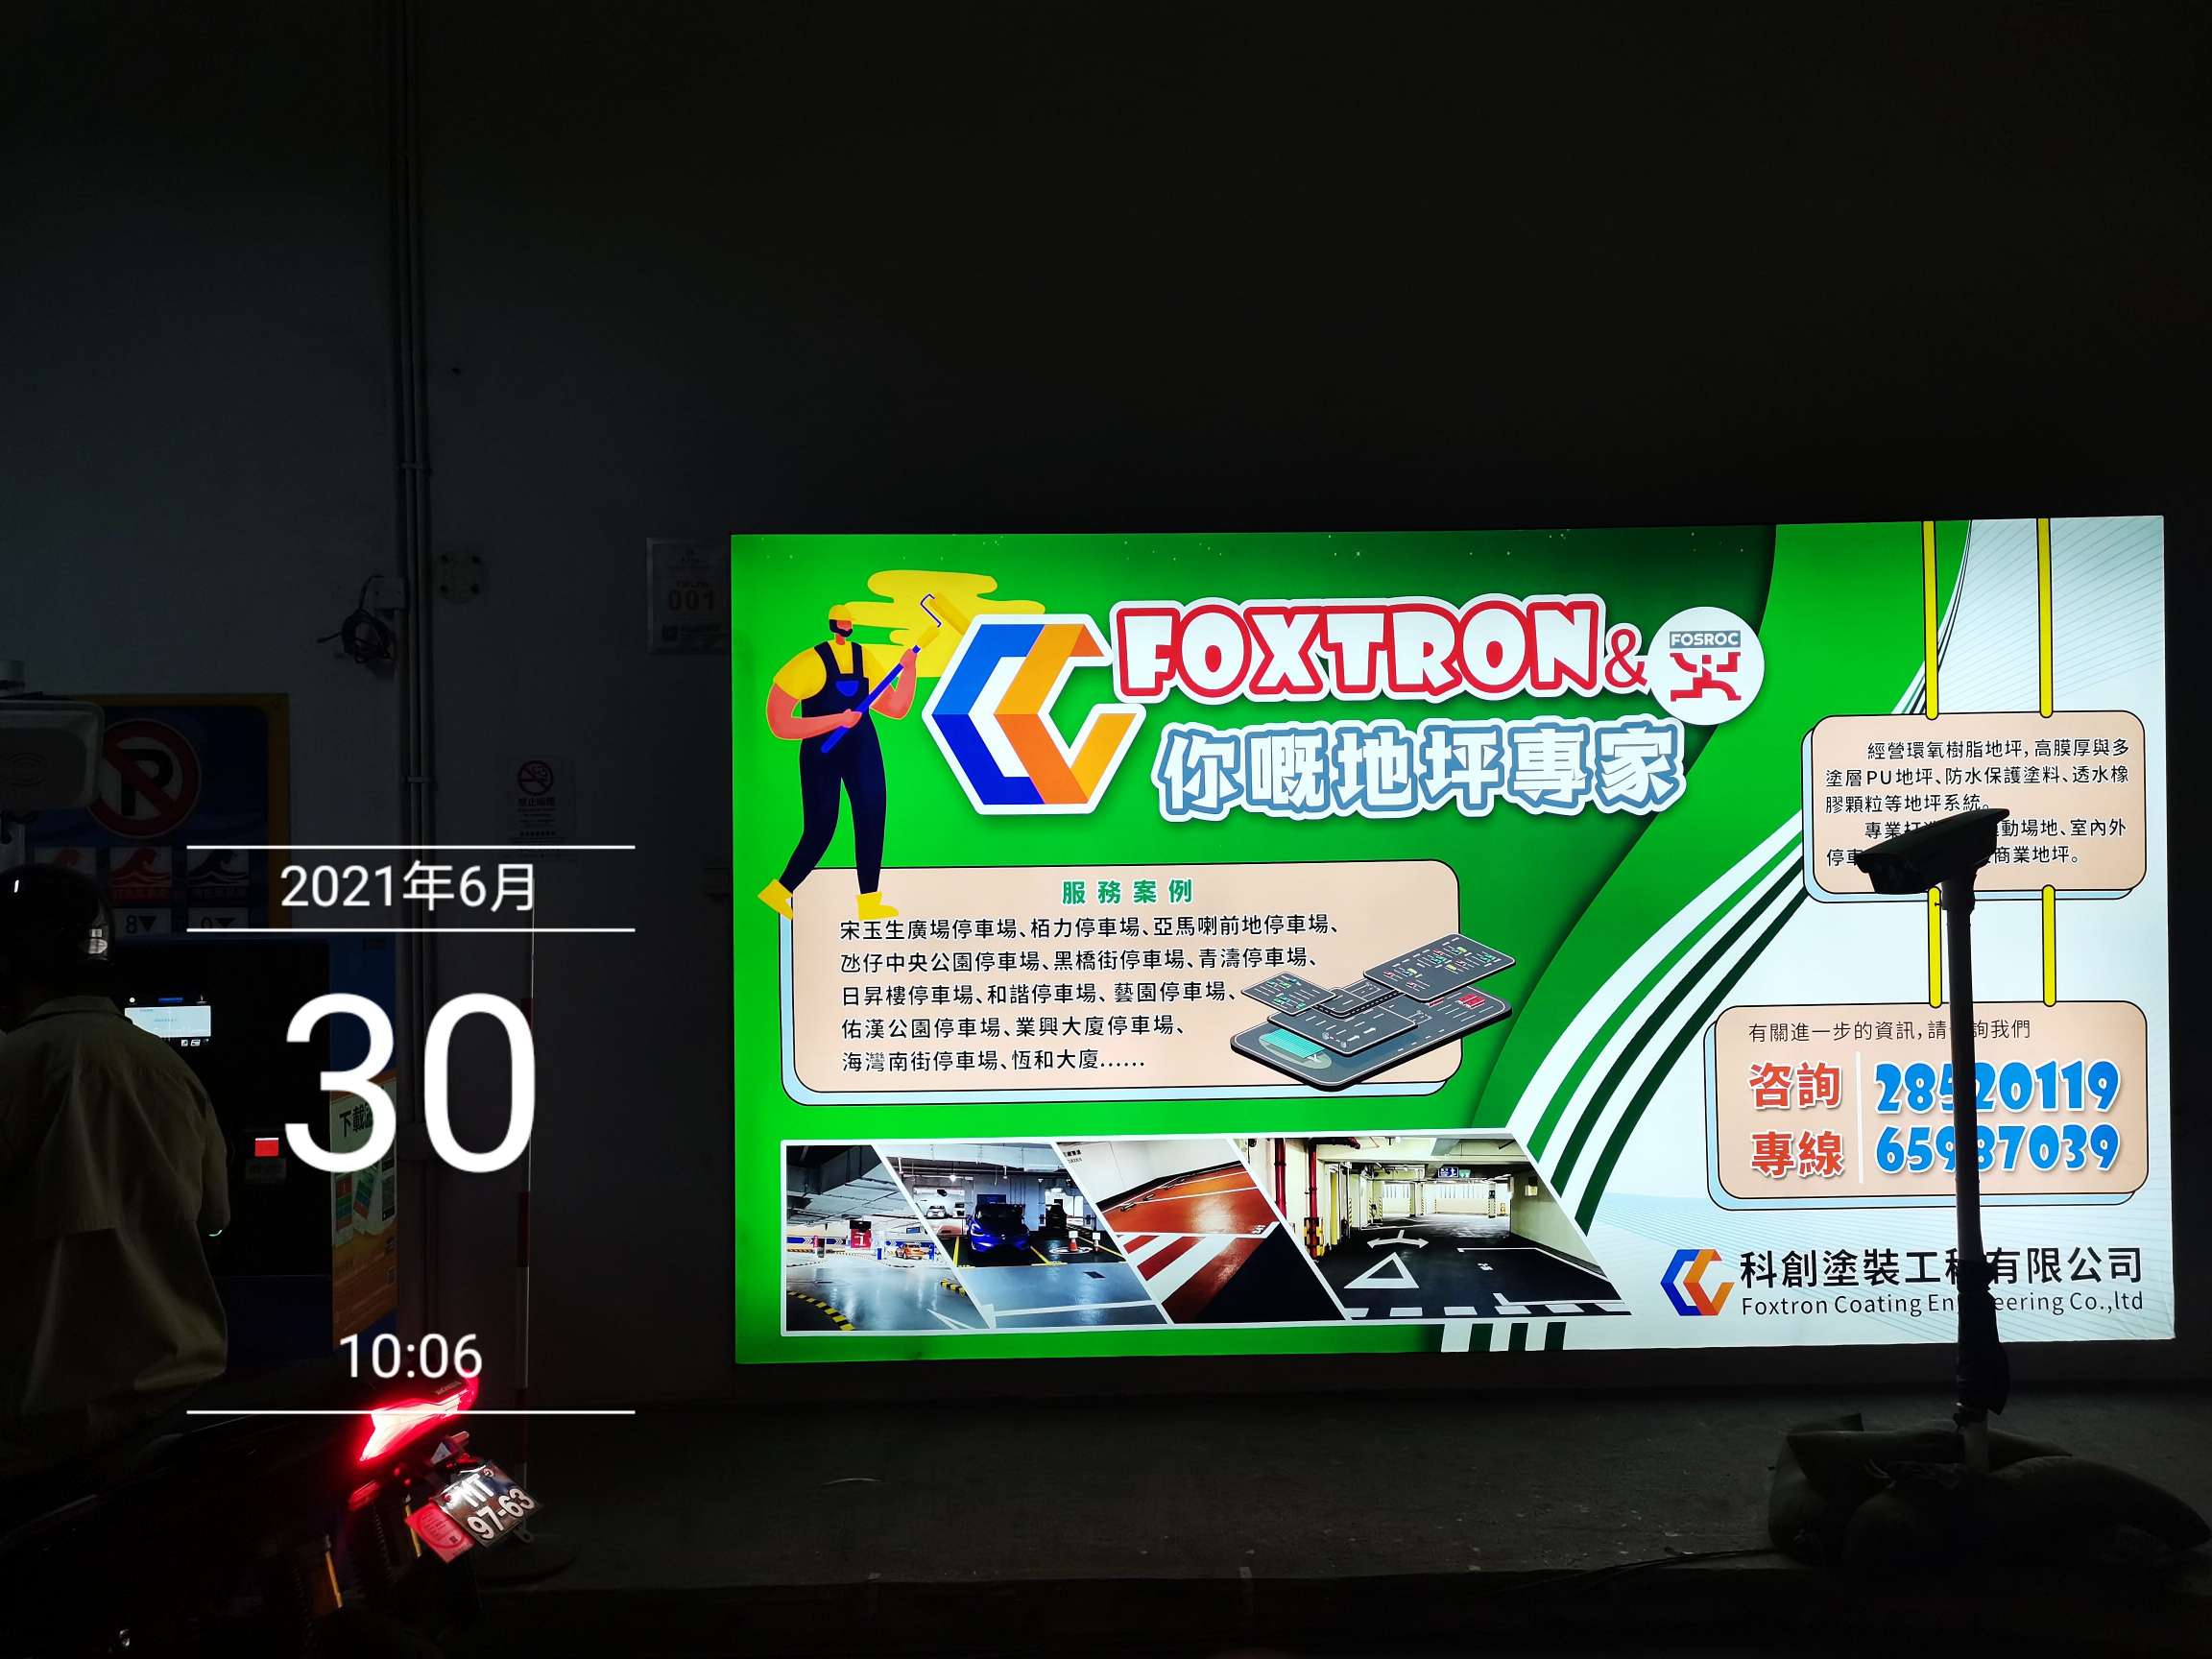 2021年6月
30
10:06
001
MT
97-63
FOXTRON &
FOSROC
你嘅地坪專家
服務案例
宋玉生廣場停車場、栢力停車場、亞馬喇前地停車場、
氹仔中央公園停車場、黑橋街停車場、青濤停車場、
日昇樓停車場、和諧停車場、藝園停車場、
佑漢公園停車場、業興大廈停車場、
海灣南街停車場、恆和大廈......
經營環氧樹脂地坪,高膜厚與多
塗層PU地坪、防水保護塗料、透水橡
膠顆粒等地坪系統。
專業 動場地、室內外
停車 商業地坪。
有關進一步的資訊,請 詢我們
咨詢 28520119
專線 65987039
科創塗裝工程有限公司
Foxtron Coating Engineering Co.,ltd
下載